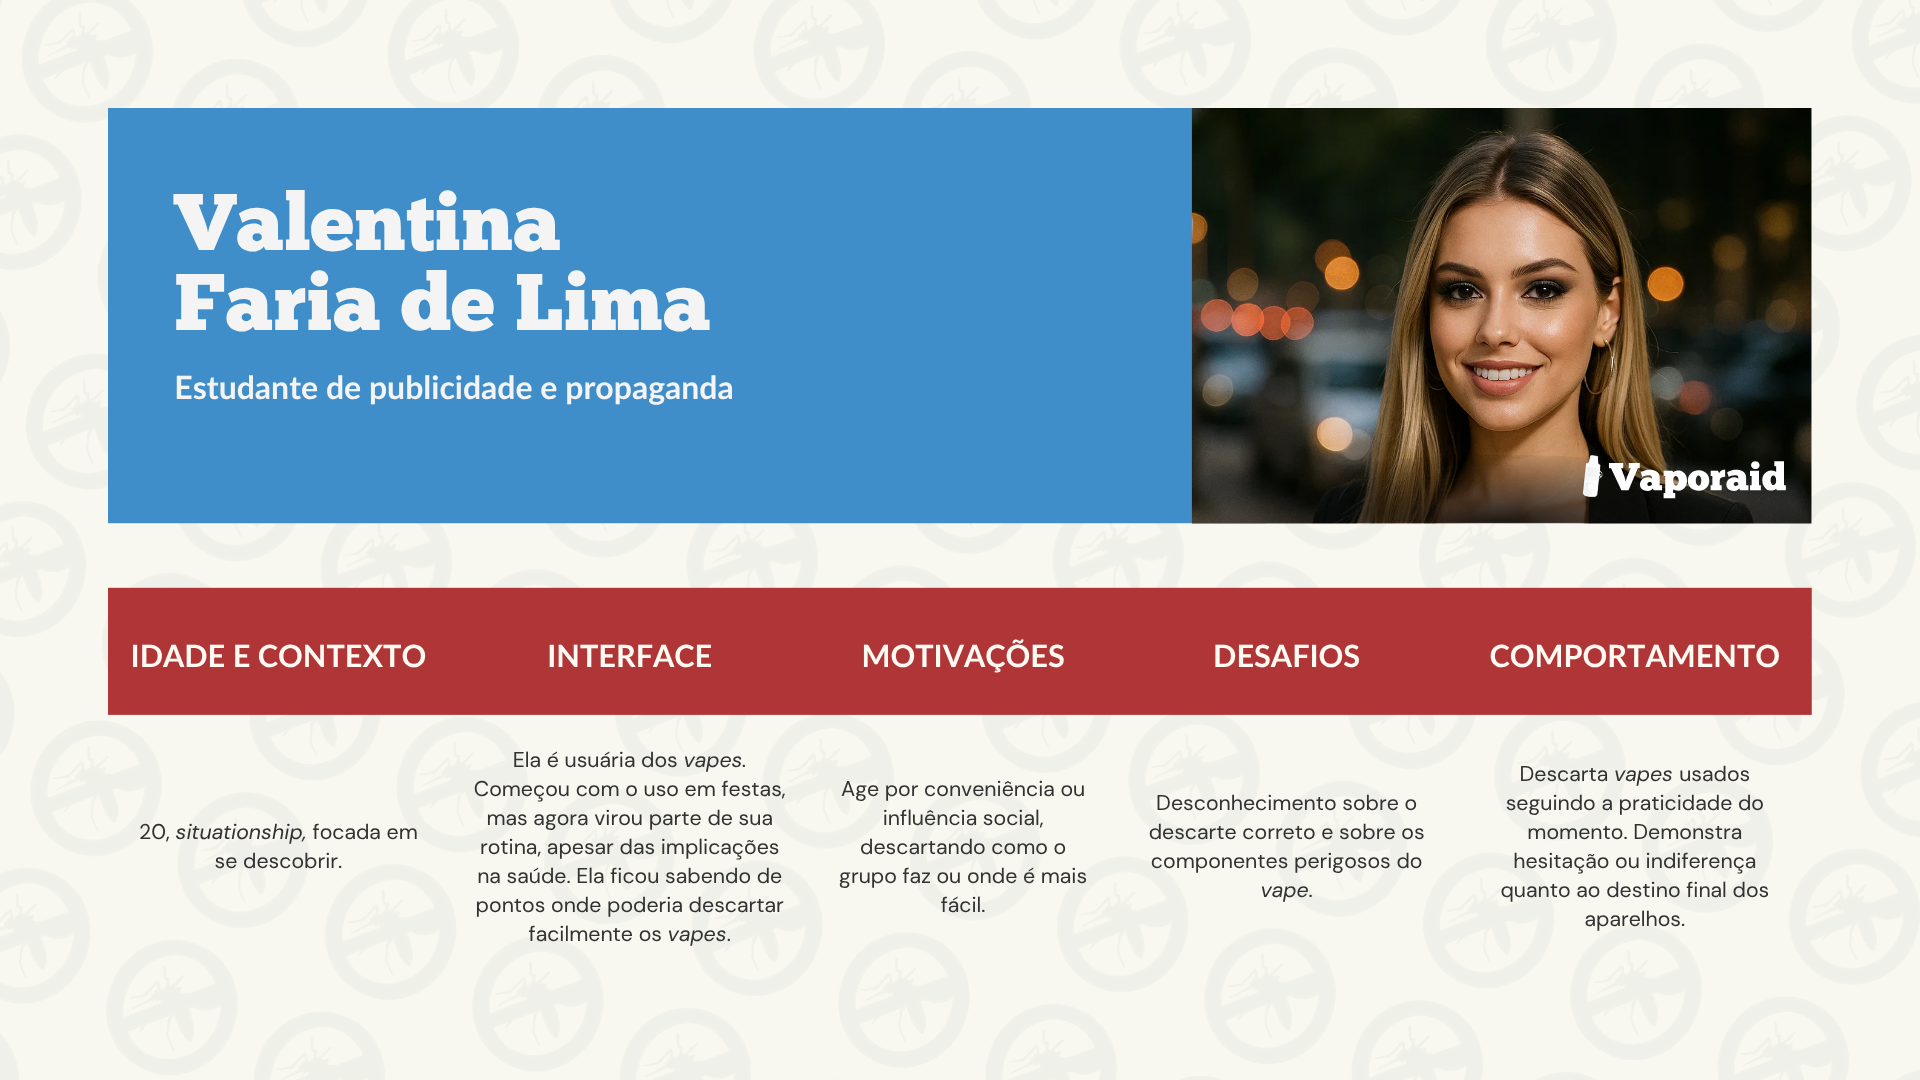 Valentina
Faria de Lima
Estudante de publicidade e propaganda
Vaporaid
IDADE E CONTEXTO
INTERFACE
MOTIVAÇÕES
DESAFIOS
COMPORTAMENTO
20, situationship, focada em
se descobrir.
Ela é usuária dos vapes.
Começou com o uso em festas,
mas agora virou parte de sua
rotina, apesar das implicações
na saúde. Ela ficou sabendo de
pontos onde poderia descartar
facilmente os vapes.
Age por conveniência ou
influência social,
descartando como o
grupo faz ou onde é mais
fácil.
Desconhecimento sobre o
descarte correto e sobre os
componentes perigosos do
vape.
Descarta vapes usados
seguindo a praticidade do
momento. Demonstra
hesitação ou indiferença
quanto ao destino final dos
aparelhos.